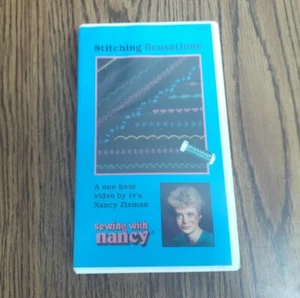 Stitching Sensations
A one-hour
video by tv's
Nancy Zieman
sewing with
nancy